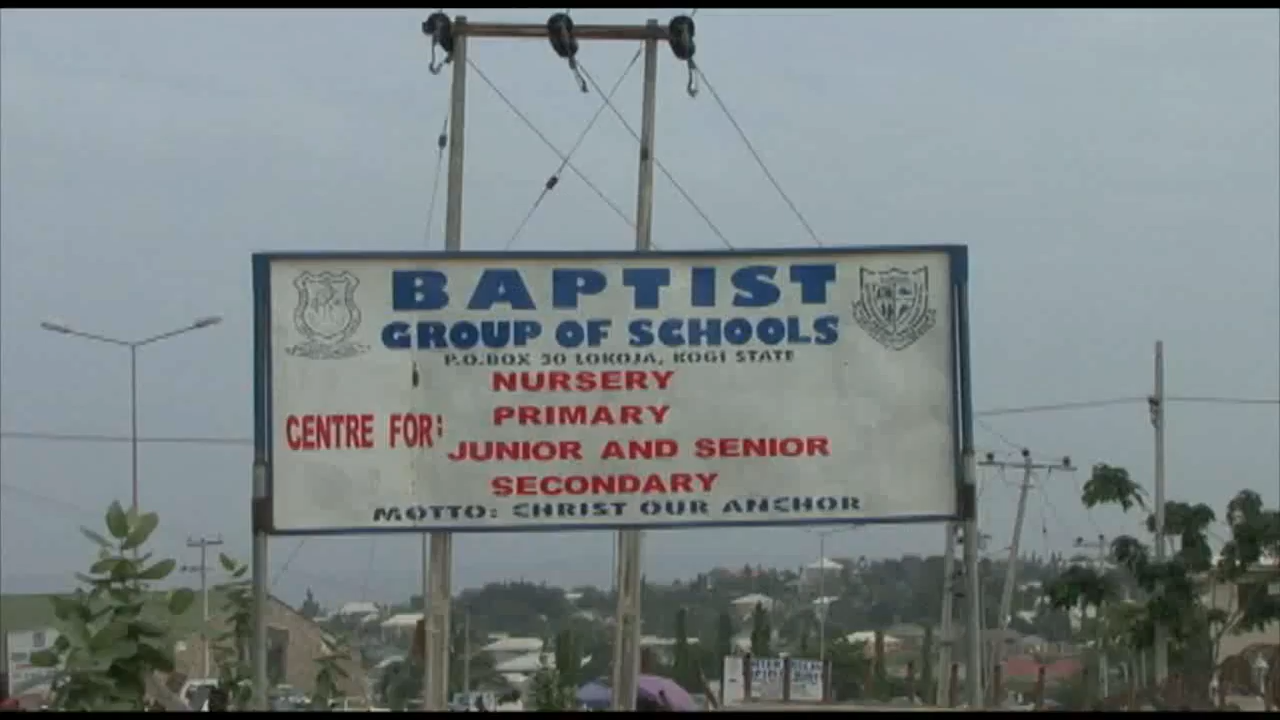 BAPTIST
GROUP OF SCHOOLS
P.O.BOX 30 LOKOJA, KOGI STATE
NURSERY
PRIMARY
CENTRE FOR:
JUNIOR AND SENIOR
SECONDARY
MOTTO: CHRIST OUR ANCHOR